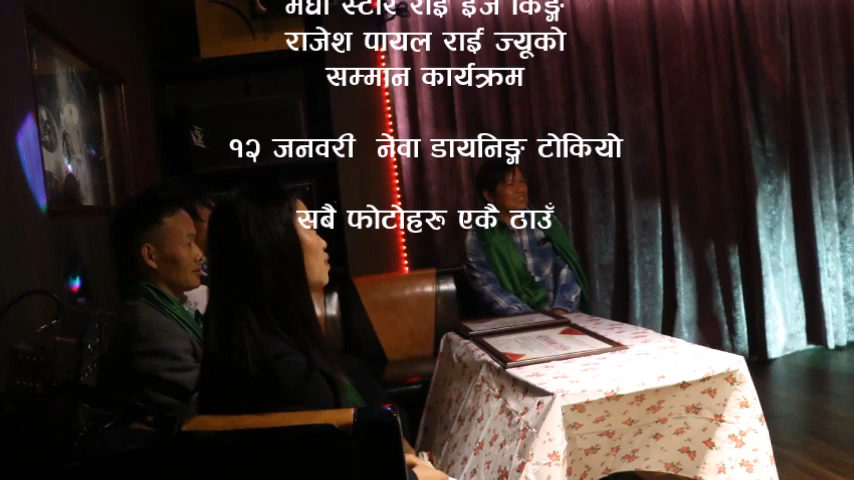 मेघा स्टार राई इज किङ्ग
राजेश पायल राई ज्यूको
सम्मान कार्यक्रम
१२ जनवरी नेवा डायनिङ्ग टोकियो
सबै फोटोहरू एकै ठाउँ